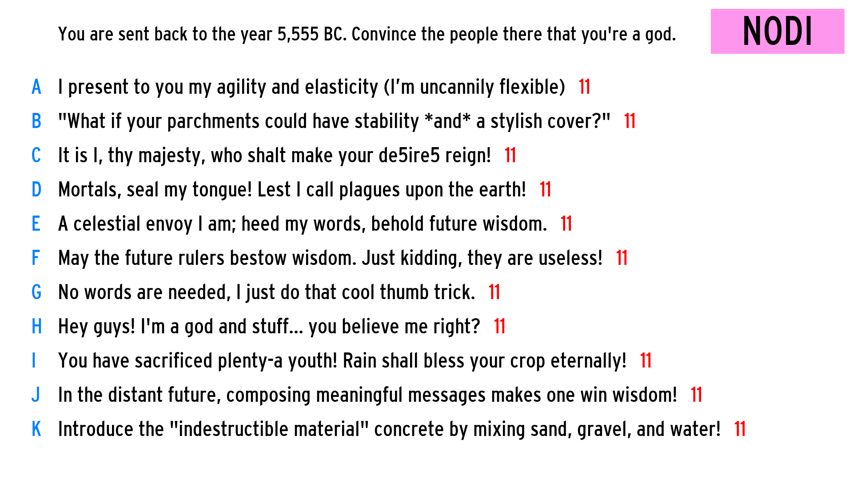 You are sent back to the year 5,555 BC. Convince the people there that you're a god.
NODI
A I present to you my agility and elasticity (I'm uncannily flexible) 11
B "What if your parchments could have stability *and* a stylish cover?" 11
C It is I, thy majesty, who shalt make your de5ire5 reign! 11
D Mortals, seal my tongue! Lest I call plagues upon the earth! 11
E A celestial envoy I am; heed my words, behold future wisdom. 11
F May the future rulers bestow wisdom. Just kidding, they are useless! 11
G No words are needed, I just do that cool thumb trick. 11
H Hey guys! I'm a god and stuff... you believe me right? 11
I You have sacrificed plenty-a youth! Rain shall bless your crop eternally! 11
J In the distant future, composing meaningful messages makes one win wisdom! 11
K Introduce the "indestructible material" concrete by mixing sand, gravel, and water! 11